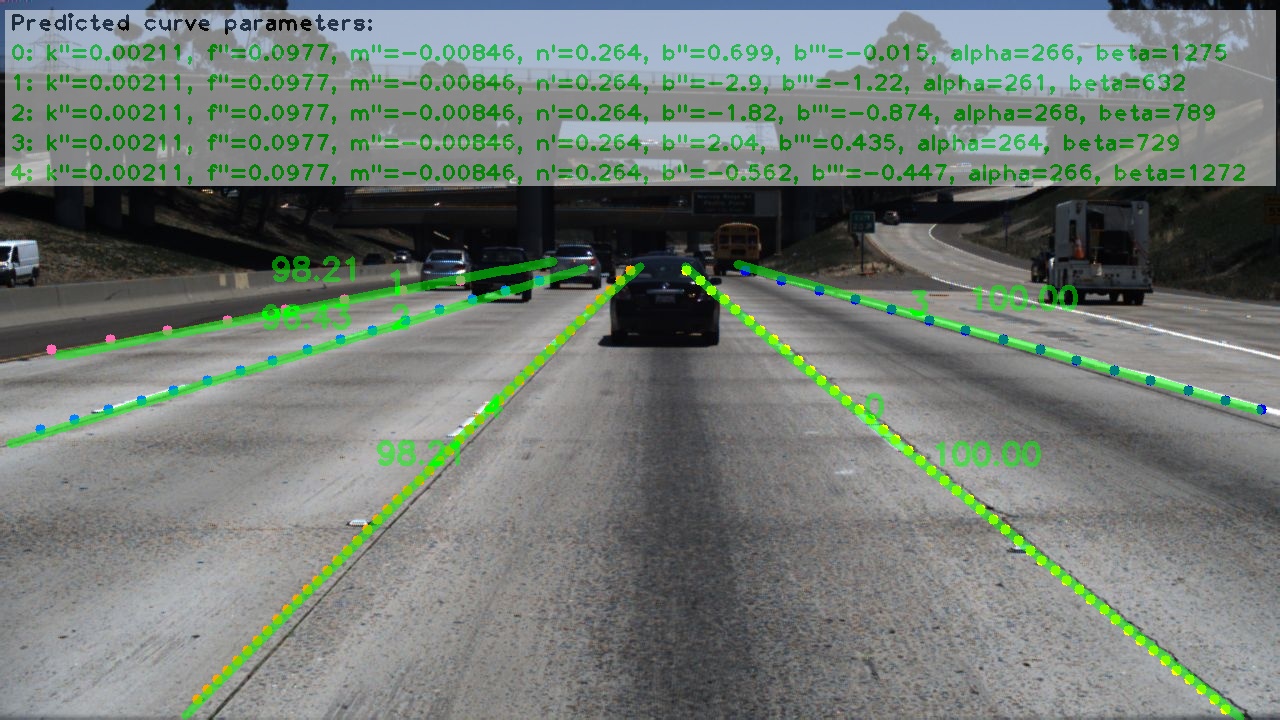 Predicted curve parameters:
0: k''=0.00211, f''=0.0977, m''=-0.00846, n'=0.264, b''=0.699, b'''=-0.015, alpha=266, beta=1275
1: k''=0.00211, f''=0.0977, m''=-0.00846, n'=0.264, b''=-2.9, b'''=-1.22, alpha=261, beta=632
2: k''=0.00211, f''=0.0977, m''=-0.00846, n'=0.264, b''=-1.82, b'''=-0.874, alpha=268, beta=789
3: k''=0.00211, f''=0.0977, m''=-0.00846, n'=0.264, b''=2.04, b'''=0.435, alpha=264, beta=729
4: k''=0.00211, f''=0.0977, m''=-0.00846, n'=0.264, b''=-0.562, b'''=-0.447, alpha=266, beta=1272
98.21 1
98.43 2
3 100.00
4
0
98.21
100.00